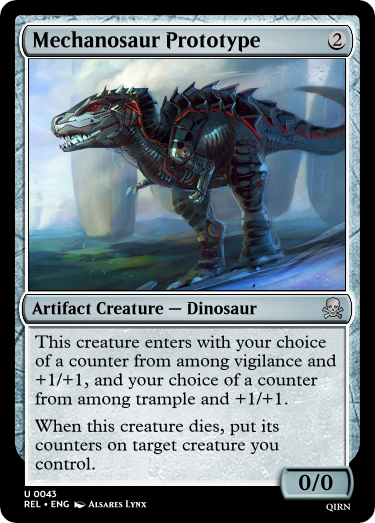 Mechanosaur Prototype 2
Artifact Creature — Dinosaur
This creature enters with your choice
of a counter from among vigilance and
+1/+1, and your choice of a counter
from among trample and +1/+1.
When this creature dies, put its
counters on target creature you
control.
0/0
U 0043
REL • ENG Alsares Lynx
QIRN